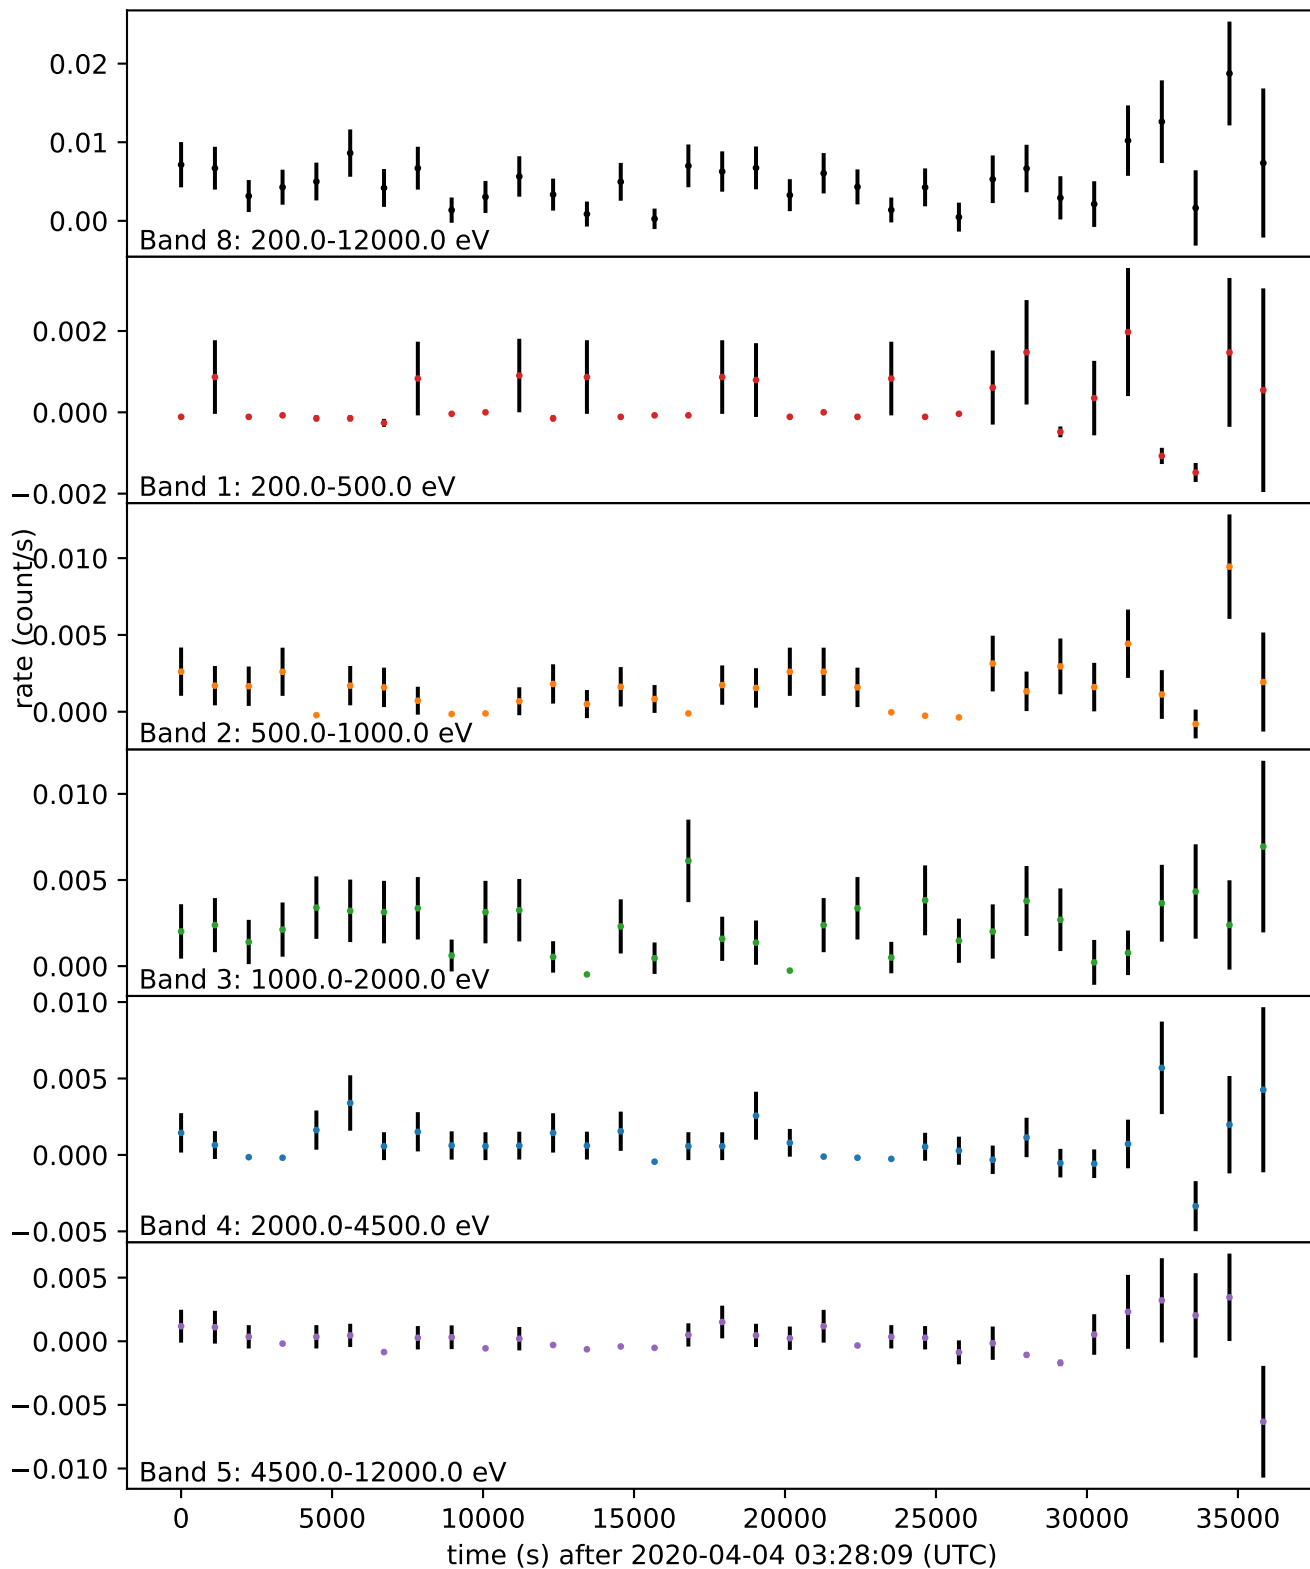 0.02
0.01
0.00
Band 8: 200.0-12000.0 eV
0.002
0.000
−0.002
Band 1: 200.0-500.0 eV
rate (count/s)
0.010
0.005
0.000
Band 2: 500.0-1000.0 eV
0.010
0.005
0.000
Band 3: 1000.0-2000.0 eV
0.010
0.005
0.000
−0.005
Band 4: 2000.0-4500.0 eV
0.005
0.000
−0.005
−0.010
Band 5: 4500.0-12000.0 eV
0 5000 10000 15000 20000 25000 30000 35000
time (s) after 2020-04-04 03:28:09 (UTC)